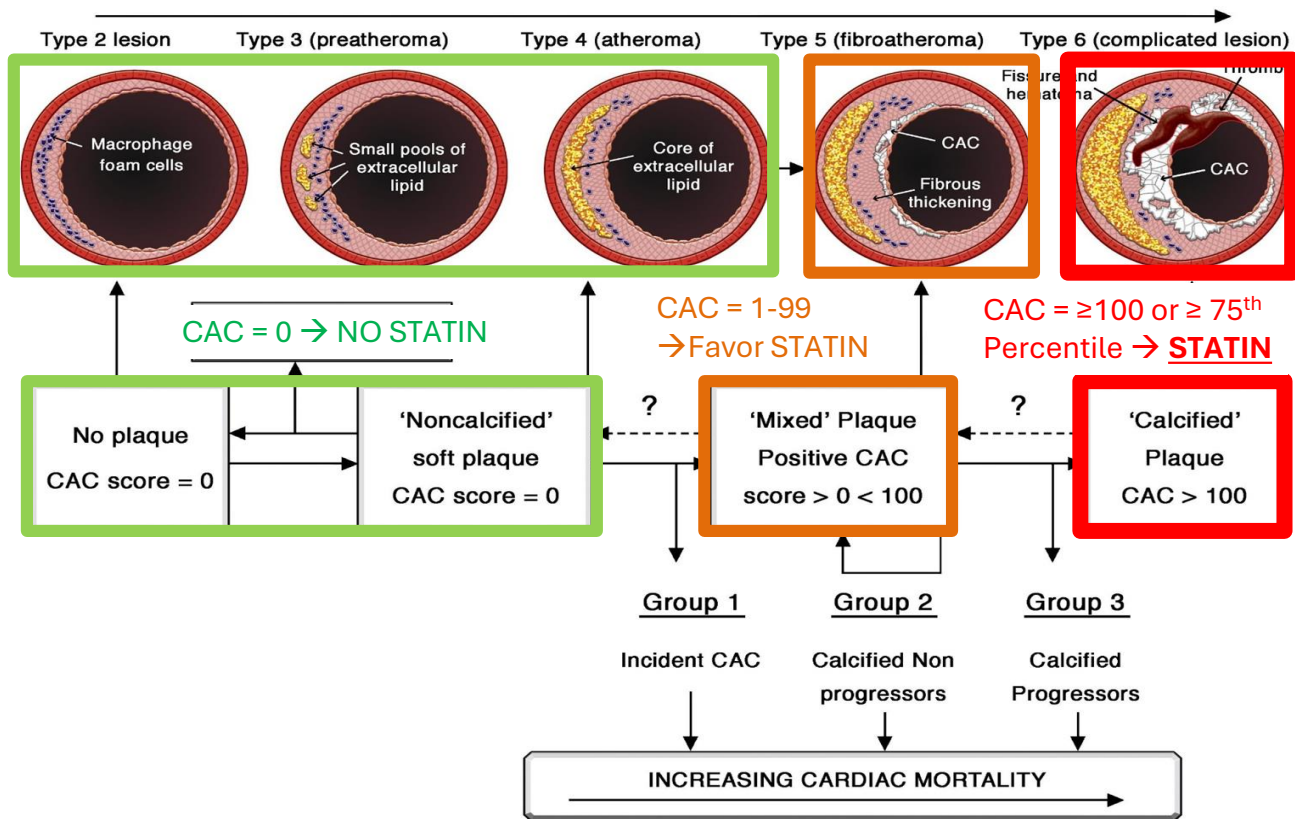 Type 2 lesion
Type 3 (preatheroma)
Type 4 (atheroma)
Type 5 (fibroatheroma)
Type 6 (complicated lesion)
Macrophage
foam cells
Small pools of
extracellular
lipid
Core of
extracellular
lipid
CAC
Fibrous
thickening
Fissure and
hematoma
CAC
CAC = 0 → NO STATIN
CAC = 1-99
→Favor STATIN
CAC = ≥100 or ≥ 75th
Percentile → STATIN
No plaque
CAC score = 0
‘Noncalcified’
soft plaque
CAC score = 0
?
‘Mixed’ Plaque
Positive CAC
score > 0 < 100
?
‘Calcified’
Plaque
CAC > 100
Group 1
Incident CAC
Group 2
Calcified Non
progressors
Group 3
Calcified
Progressors
INCREASING CARDIAC MORTALITY